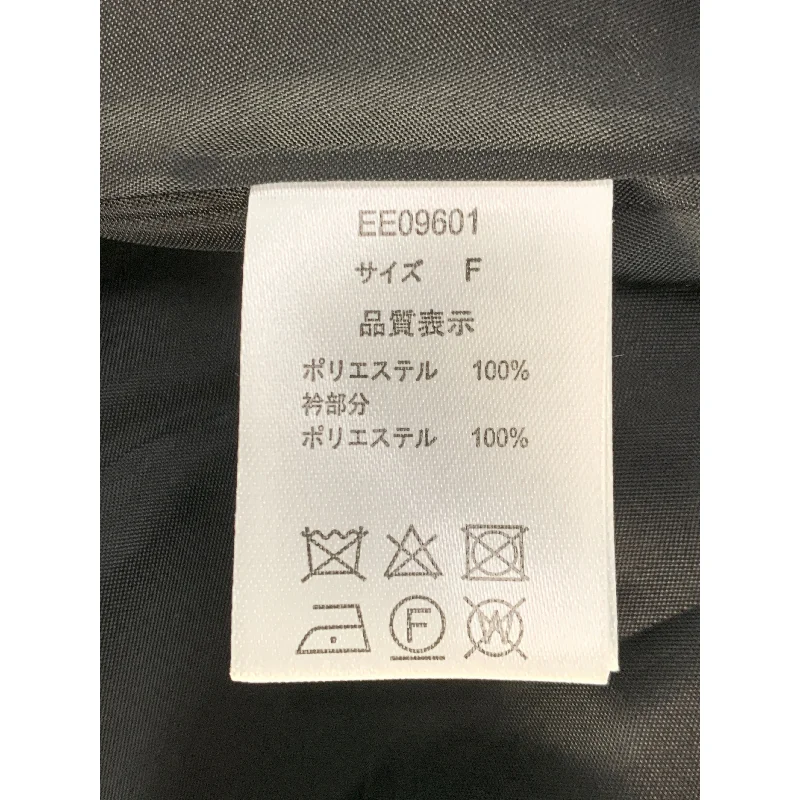 EE09601
サイズ F
品質表示
ポリエステル 100%
衿部分
ポリエステル 100%
F W